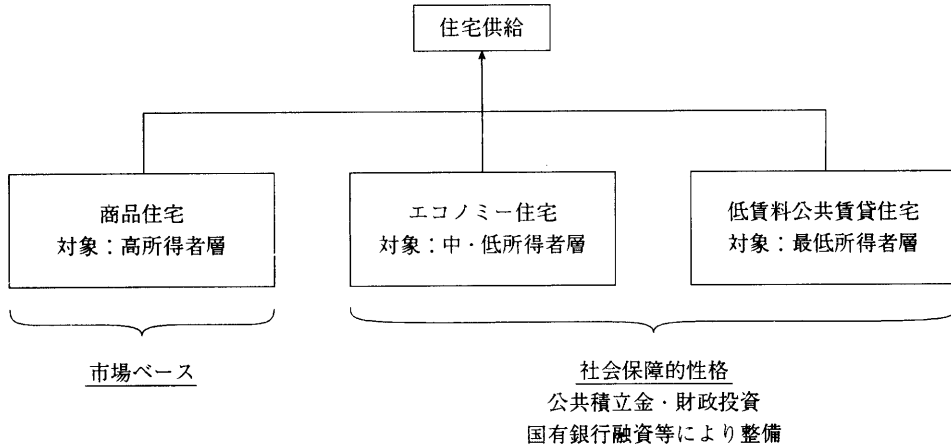 住宅供給
商品住宅
対象：高所得者層
エコノミー住宅
対象：中・低所得者層
低賃料公共賃貸住宅
対象：最低所得者層
市場ベース
社会保障的性格
公共積立金・財政投資
国有銀行融資等により整備